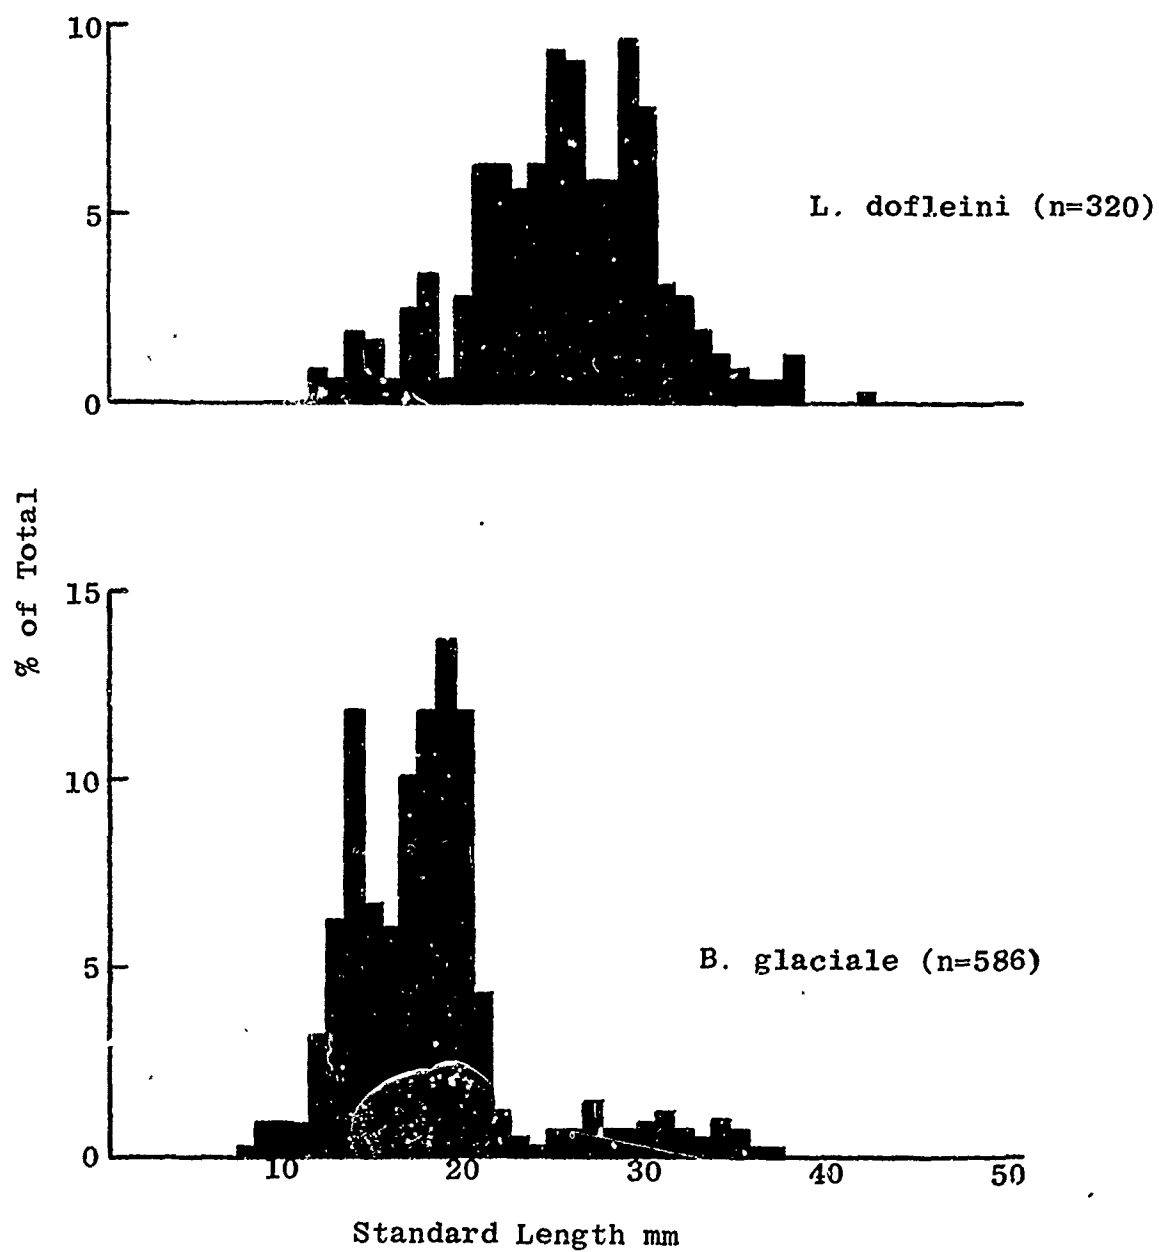 10
5
L. dofleini (n=320)
0
% of Total
15
10
5
B. glaciale (n=586)
0
10 20 30 40 50
Standard Length mm